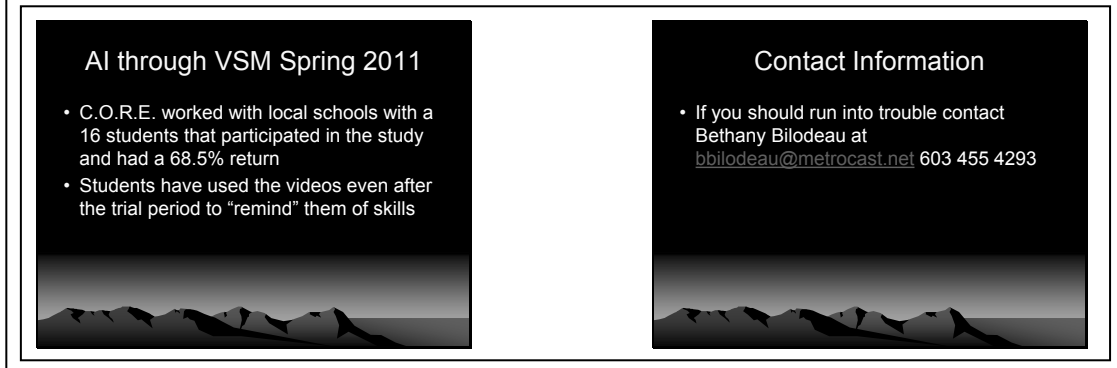 AI through VSM Spring 2011
• C.O.R.E. worked with local schools with a
16 students that participated in the study
and had a 68.5% return
• Students have used the videos even after
the trial period to “remind” them of skills
Contact Information
• If you should run into trouble contact
Bethany Bilodeau at
bbilodeau@metrocast.net 603 455 4293